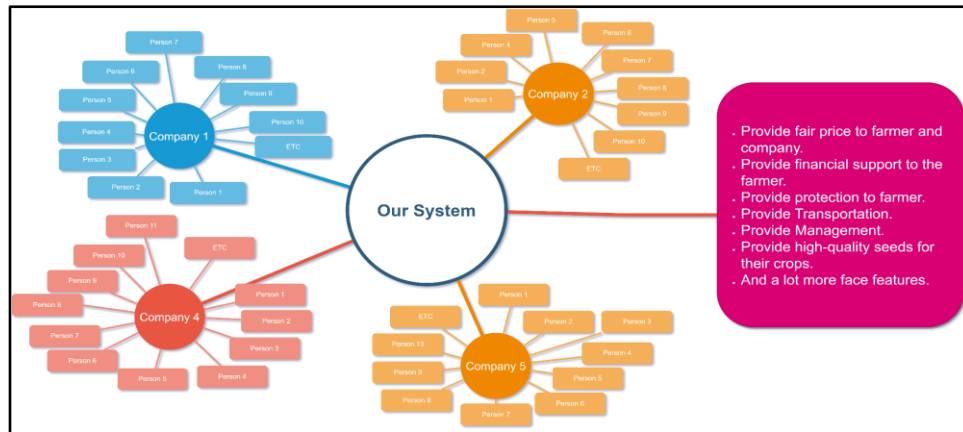 Person 7
Person 6
Person 8
Person 5
Person 9
Person 4
Person 10
Person 3
ETC
Person 2
Person 1
Company 1
Person 5
Person 4
Person 6
Person 2
Person 7
Person 1
Person 8
Person 9
Person 10
ETC
Company 2
Our System
Person 11
ETC
Person 10
Person 9
Person 1
Person 8
Person 2
Person 7
Person 3
Person 6
Person 5
Person 4
Company 4
Person 1
ETC
Person 2
Person 3
Person 10
Person 4
Person 9
Person 5
Person 8
Person 6
Person 7
Company 5
• Provide fair price to farmer and
company.
• Provide financial support to the
farmer.
• Provide protection to farmer.
• Provide Transportation.
• Provide Management.
• Provide high-quality seeds for
their crops.
• And a lot more face features.